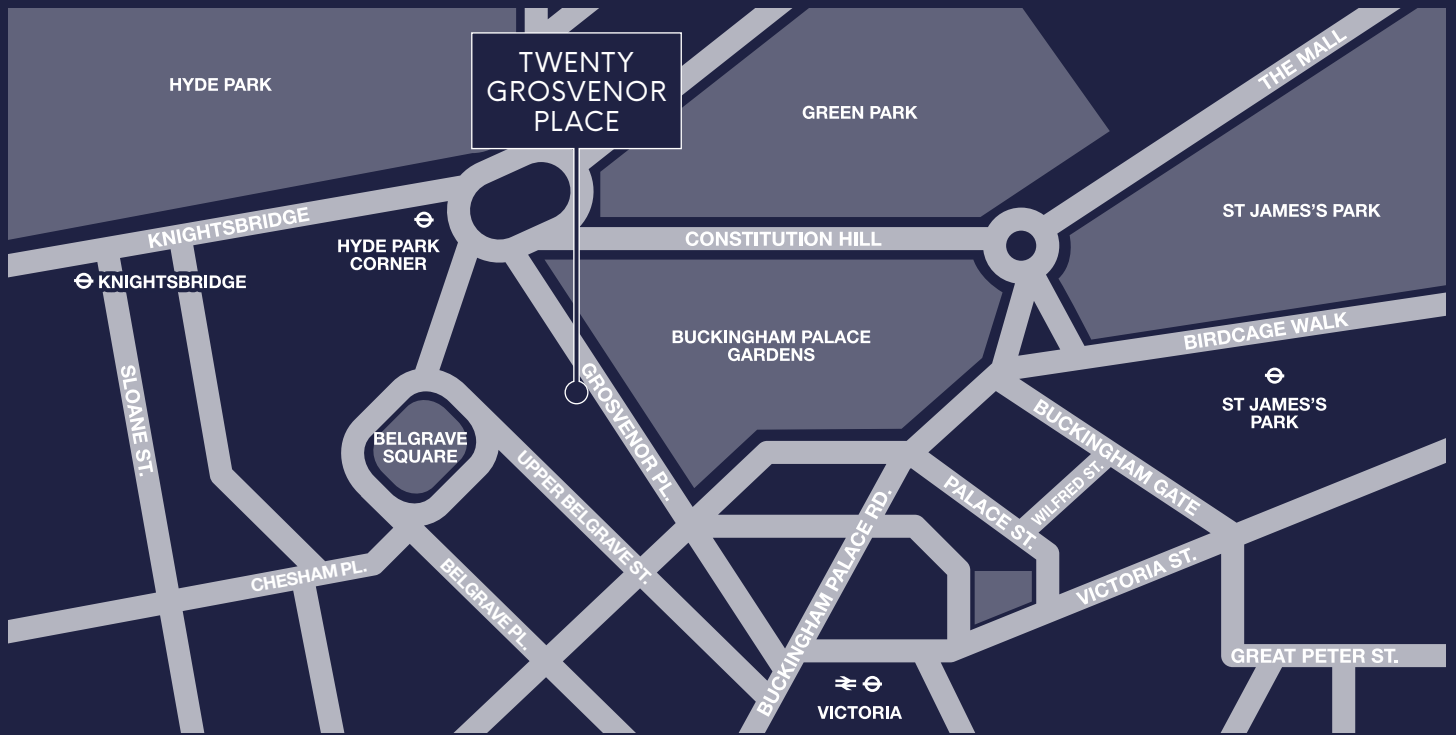 TWENTY
GROSVENOR
PLACE
HYDE PARK
GREEN PARK
THE MALL
ST JAMES'S PARK
KNIGHTSBRIDGE
HYDE PARK
CORNER
CONSTITUTION HILL
KNIGHTSBRIDGE
BUCKINGHAM PALACE
GARDENS
BIRDCAGE WALK
ST JAMES'S
PARK
SLOANE ST.
GROSVENOR PL.
BELGRAVE
SQUARE
UPPER BELGRAVE ST.
BUCKINGHAM GATE
WILFRED ST.
PALACE ST.
BUCKINGHAM PALACE RD.
VICTORIA ST.
CHESHAM PL.
BELGRAVE PL.
GREAT PETER ST.
VICTORIA